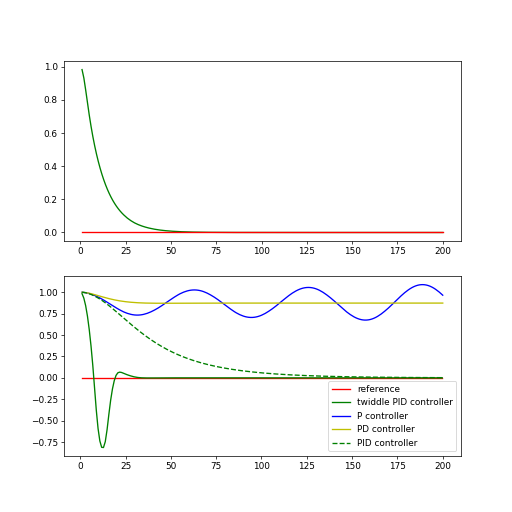 1.0
0.8
0.6
0.4
0.2
0.0
0 25 50 75 100 125 150 175 200
1.00
0.75
0.50
0.25
0.00
−0.25
−0.50
−0.75
reference
twiddle PID controller
P controller
PD controller
PID controller
0 25 50 75 100 125 150 175 200